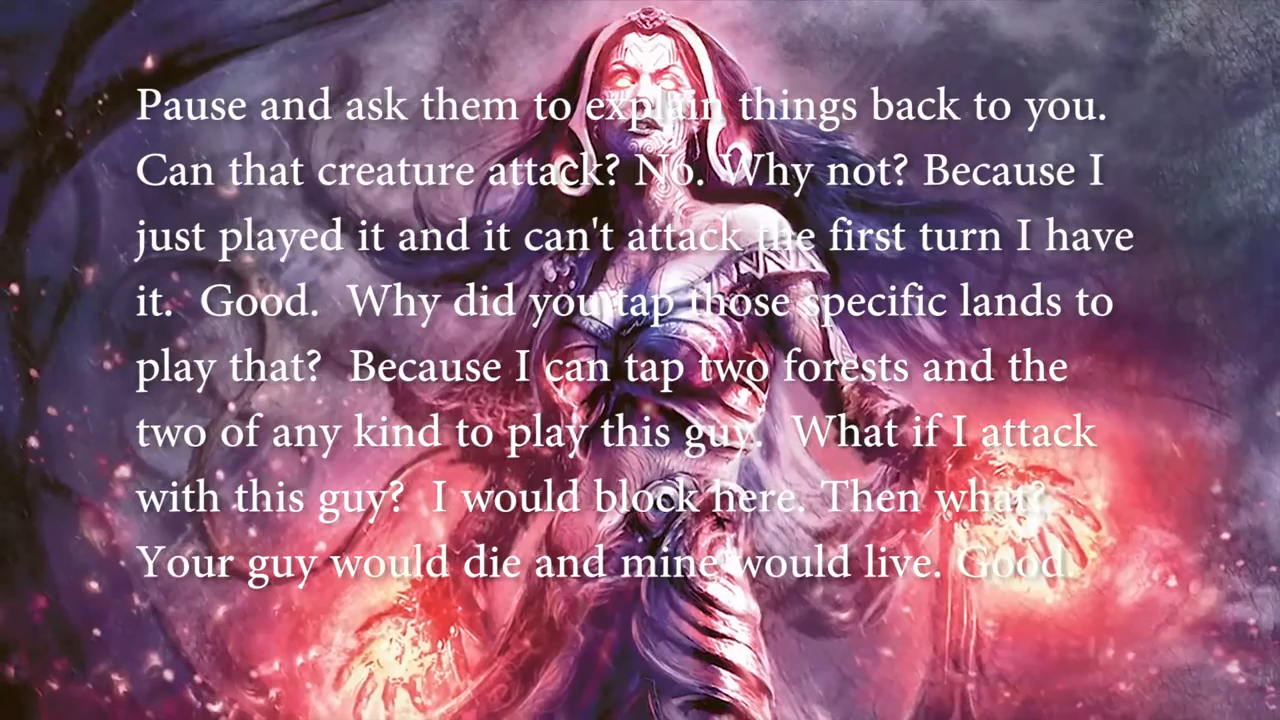 Pause and ask them to explain things back to you.
Can that creature attack? No. Why not? Because I
just played it and it can't attack the first turn I have
it.  Good.  Why did you tap those specific lands to
play that?  Because I can tap two forests and the
two of any kind to play this guy.  What if I attack
with this guy?  I would block here. Then what?
Your guy would die and mine would live. Good.